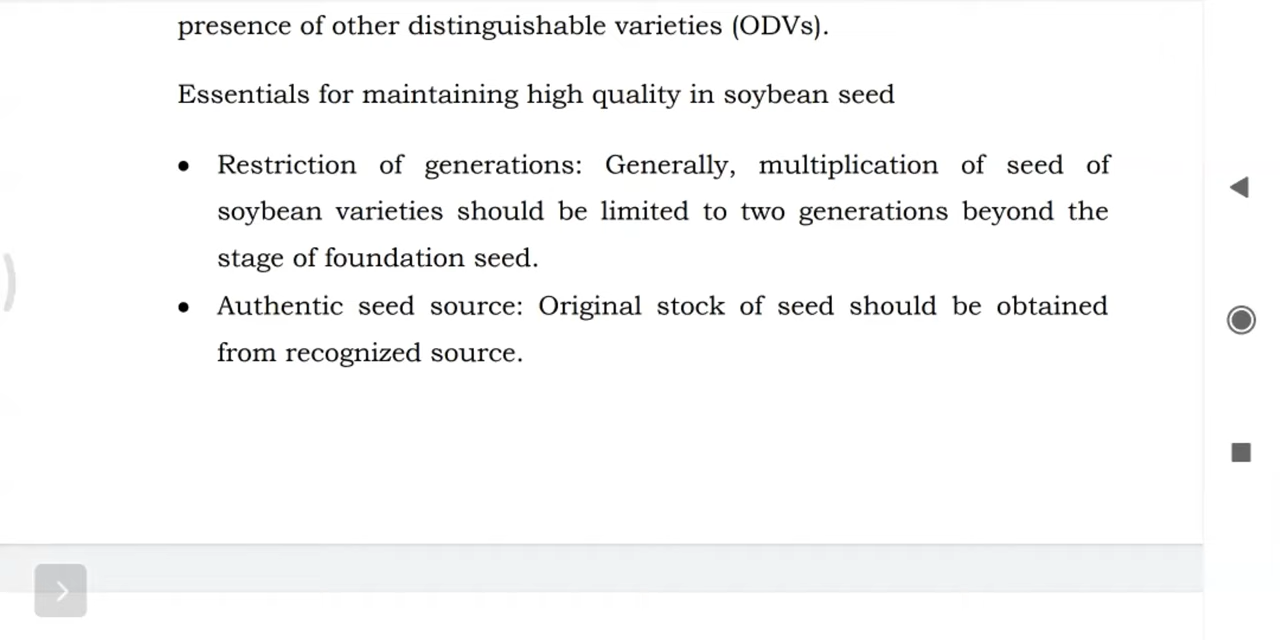 presence of other distinguishable varieties (ODVs).
Essentials for maintaining high quality in soybean seed
• Restriction of generations: Generally, multiplication of seed of
soybean varieties should be limited to two generations beyond the
stage of foundation seed.
• Authentic seed source: Original stock of seed should be obtained
from recognized source.